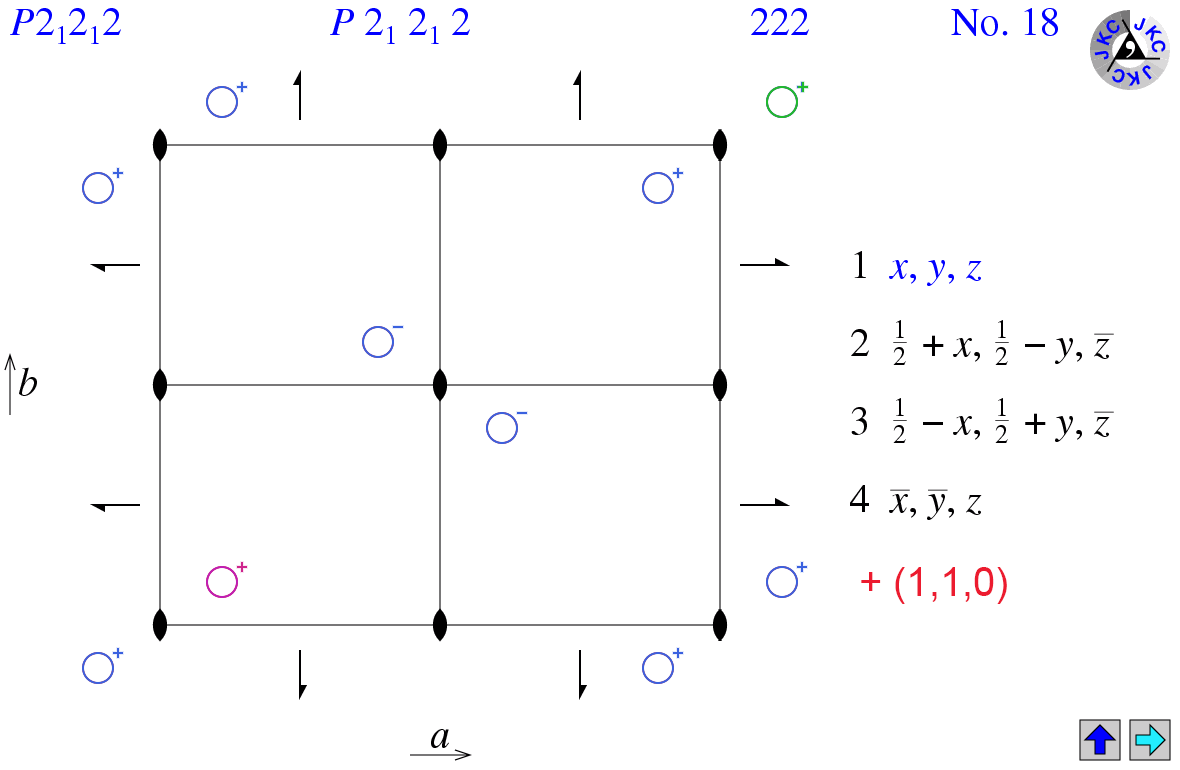 P2₁2₁2 P 2₁ 2₁ 2 222 No. 18
JKC JKC JKC
+ +
+ +
1 x, y, z
− 2 ½ + x, ½ − y, z̅
b
− 3 ½ − x, ½ + y, z̅
4 x̅, y̅, z
+ + + (1,1,0)
+ +
a